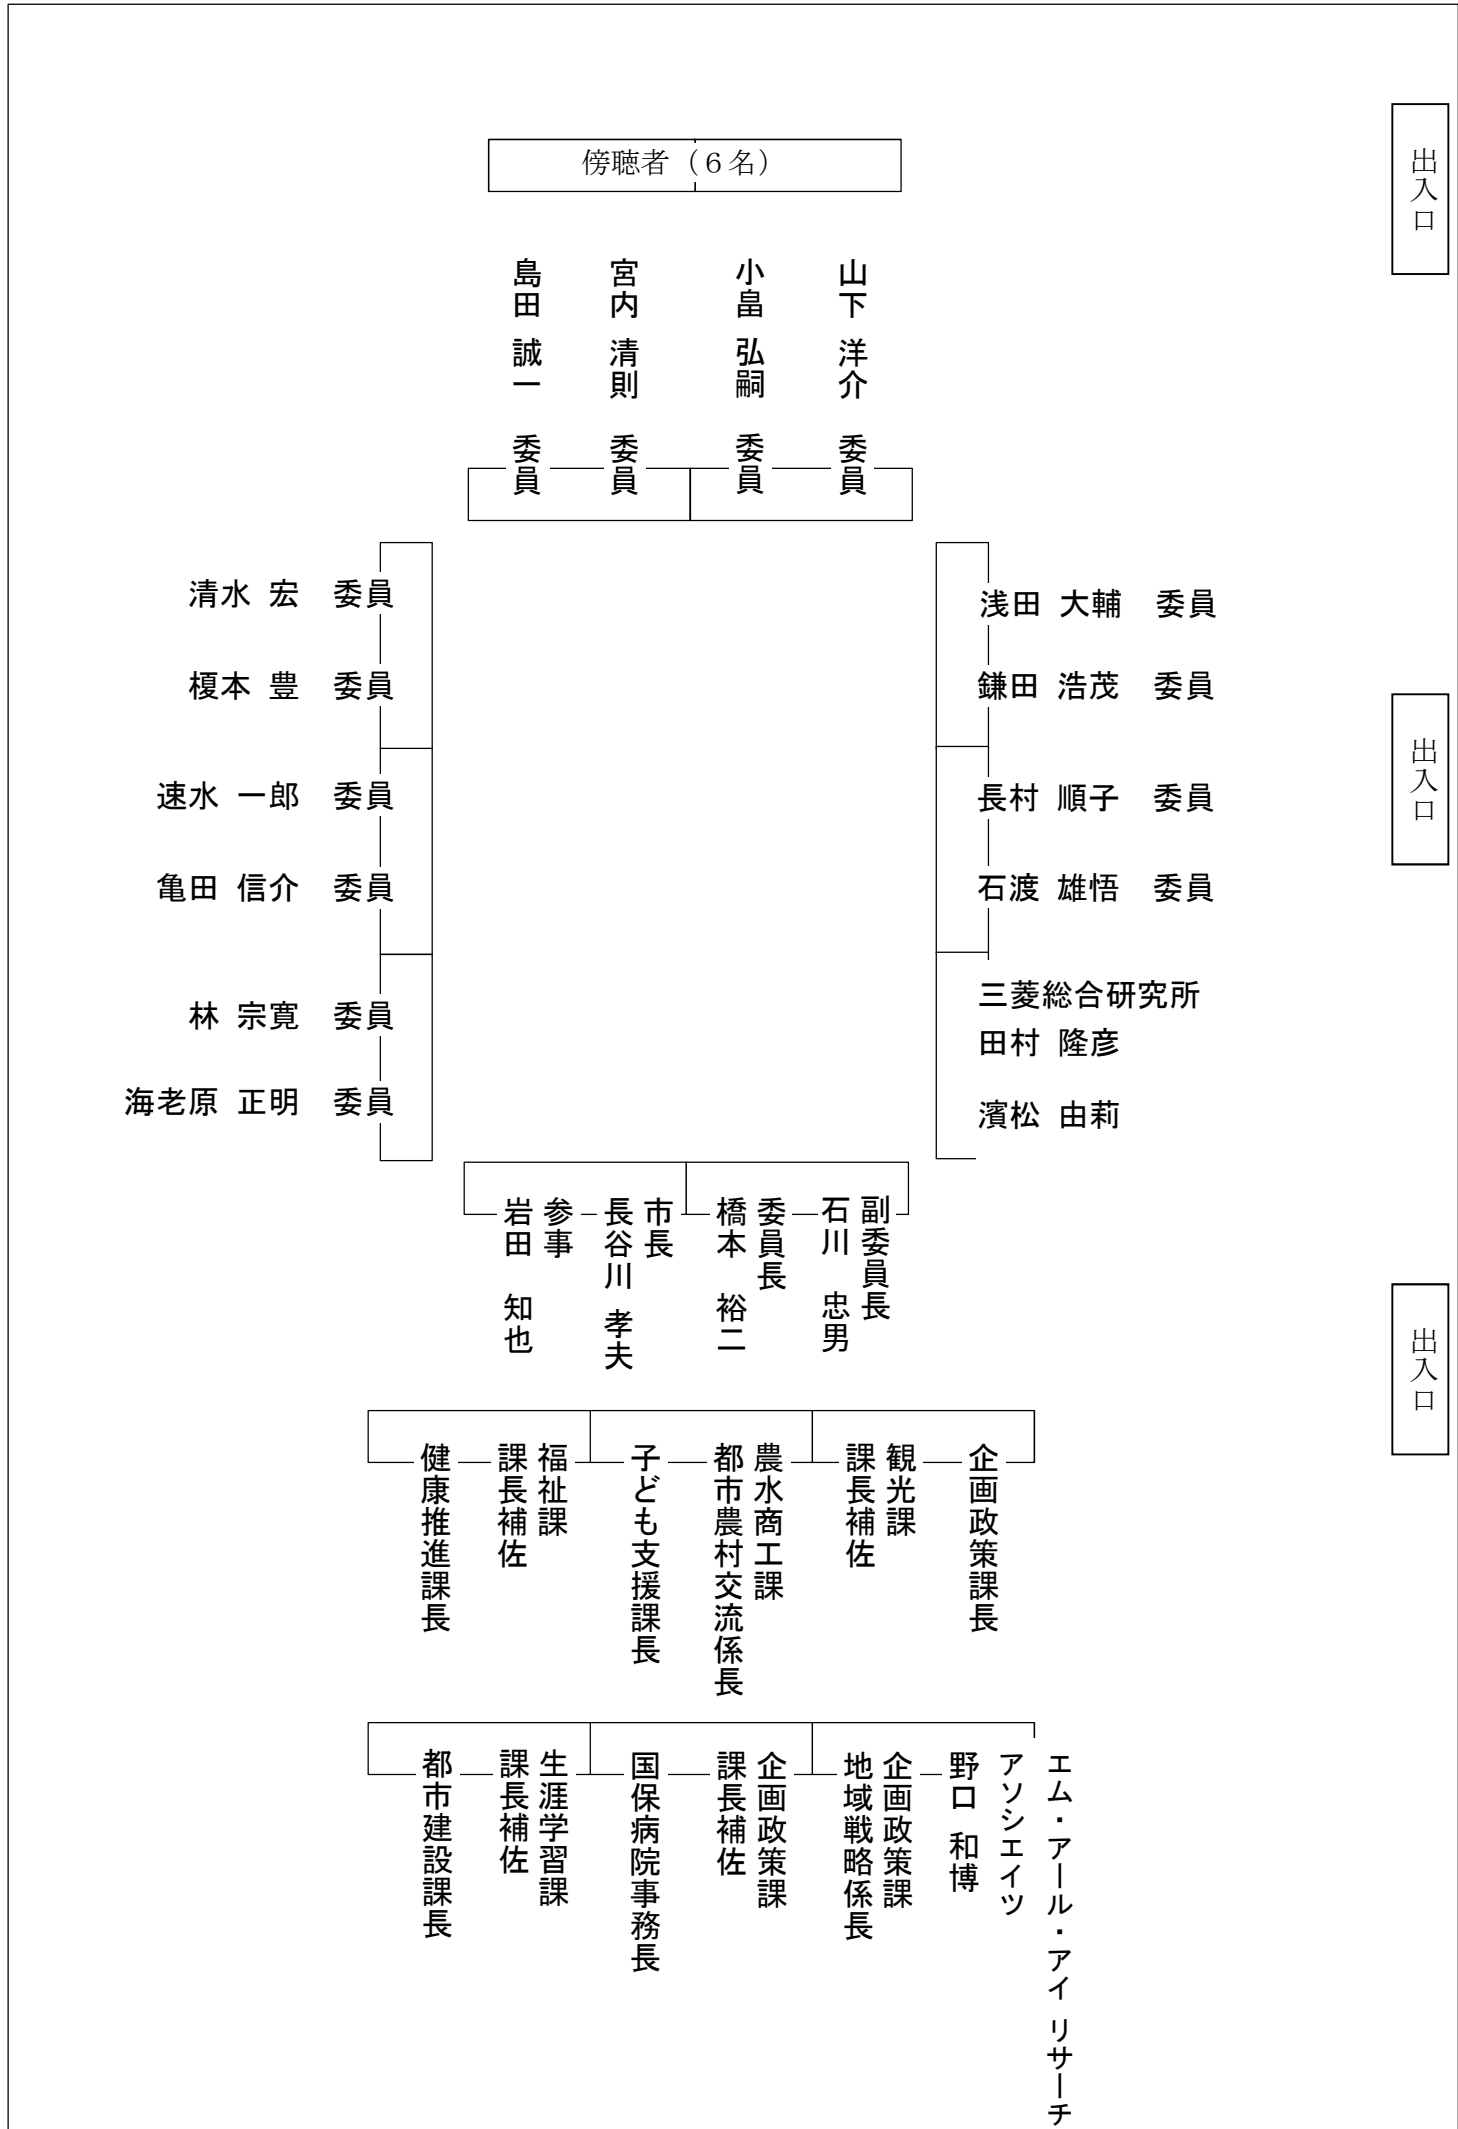 傍聴者（６名）
出入口
島田 誠一 委員
宮内 清則 委員
小畠 弘嗣 委員
山下 洋介 委員
清水 宏 委員
榎本 豊 委員
速水 一郎 委員
亀田 信介 委員
林 宗寛 委員
海老原 正明 委員
浅田 大輔 委員
鎌田 浩茂 委員
長村 順子 委員
石渡 雄悟 委員
三菱総合研究所
田村 隆彦
濱松 由莉
出入口
参事
岩田 知也
市長
長谷川 孝夫
委員長
橋本 裕二
副委員長
石川 忠男
出入口
健康推進課長
福祉課
課長補佐
子ども支援課長
農水商工課
都市農村交流係長
観光課
課長補佐
企画政策課長
都市建設課長
生涯学習課
課長補佐
国保病院事務長
企画政策課
課長補佐
企画政策課
地域戦略係長
エム・アール・アイ リサーチ
アソシエイツ
野口 和博